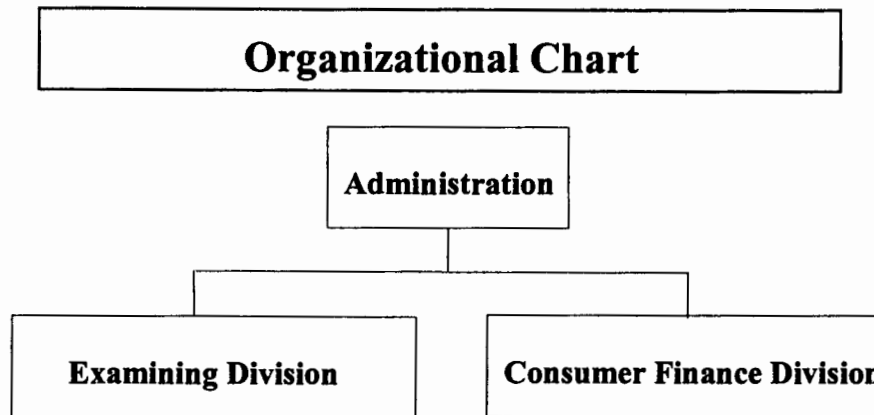 Organizational Chart
Administration
Examining Division
Consumer Finance Division